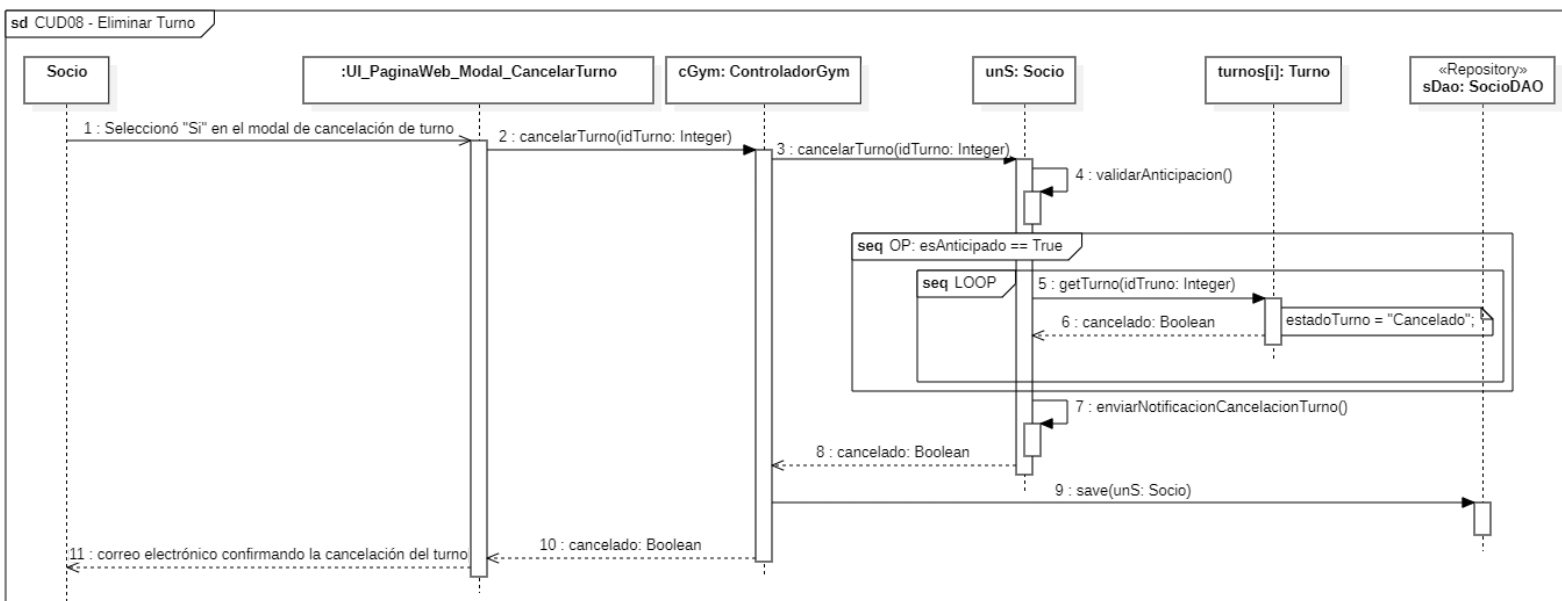 sd CUD08 - Eliminar Turno
Socio
:UI_PaginaWeb_Modal_CancelarTurno
cGym: ControladorGym
unS: Socio
turnos[i]: Turno
«Repository»
sDao: SocioDAO
1 : Seleccionó "Si" en el modal de cancelación de turno
2 : cancelarTurno(idTurno: Integer)
3 : cancelarTurno(idTurno: Integer)
4 : validarAnticipacion()
seq OP: esAnticipado == True
seq LOOP
5 : getTurno(idTruno: Integer)
6 : cancelado: Boolean
estadoTurno = "Cancelado";
7 : enviarNotificacionCancelacionTurno()
8 : cancelado: Boolean
9 : save(unS: Socio)
10 : cancelado: Boolean
11 : correo electrónico confirmando la cancelación del turno